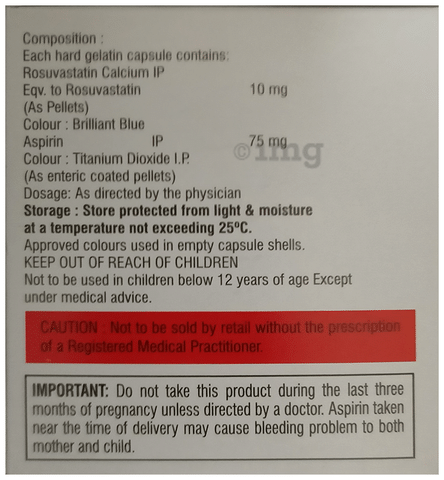 Composition :
Each hard gelatin capsule contains:
Rosuvastatin Calcium IP
Eqv. to Rosuvastatin 10 mg
(As Pellets)
Colour : Brilliant Blue
Aspirin IP 75 mg
Colour : Titanium Dioxide I.P.
(As enteric coated pellets)
Dosage: As directed by the physician
Storage : Store protected from light & moisture
at a temperature not exceeding 25ºC.
Approved colours used in empty capsule shells.
KEEP OUT OF REACH OF CHILDREN
Not to be used in children below 12 years of age Except
under medical advice.
CAUTION : Not to be sold by retail without the prescription
of a Registered Medical Practitioner.
IMPORTANT: Do not take this product during the last three
months of pregnancy unless directed by a doctor. Aspirin taken
near the time of delivery may cause bleeding problem to both
mother and child.
©1mg